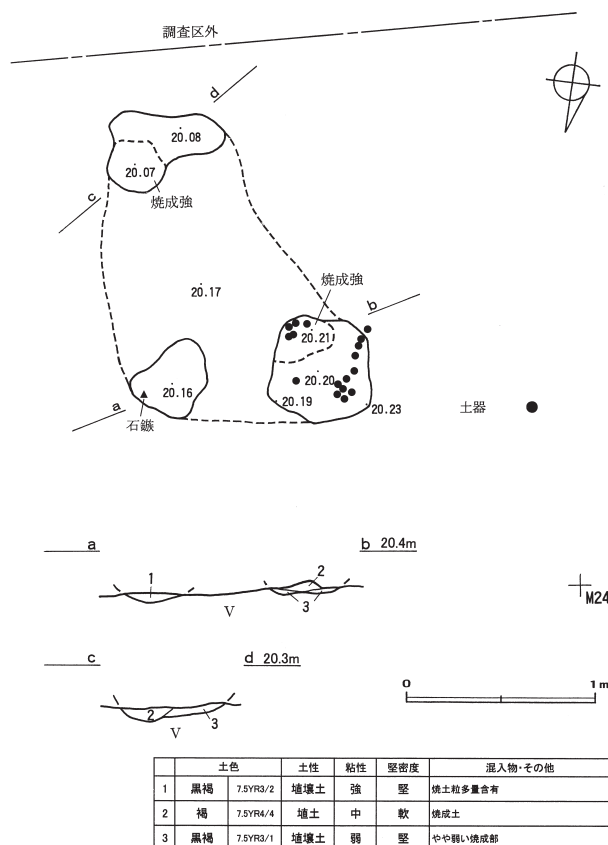 調査区外
d
20.08
20.07
焼成強
c
20.17
焼成強
b
20.21
20.20
20.16
20.19
20.23
a
石鏃
土器
a
b 20.4m
1
2
3
V
M24
c
d 20.3m
0
1m
2
3
V
土色 土性 粘性 堅密度 混入物・その他
1 黒褐 7.5YR3/2 埴壌土 強 堅 焼土粒多量含有
2 褐 7.5YR4/4 埴土 中 軟 焼成土
3 黒褐 7.5YR3/1 埴壌土 弱 堅 やや弱い焼成部